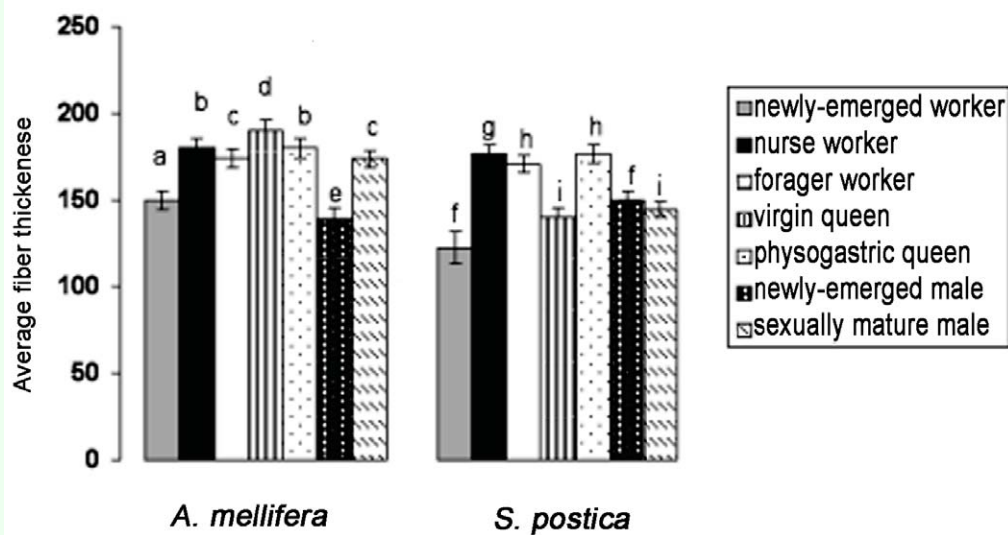 250
200
150
100
50
0
Average fiber thickenese
a
b
c
d
b
e
c
f
g
h
i
h
f
i
A. mellifera
S. postica
newly-emerged worker
nurse worker
forager worker
virgin queen
physogastric queen
newly-emerged male
sexually mature male